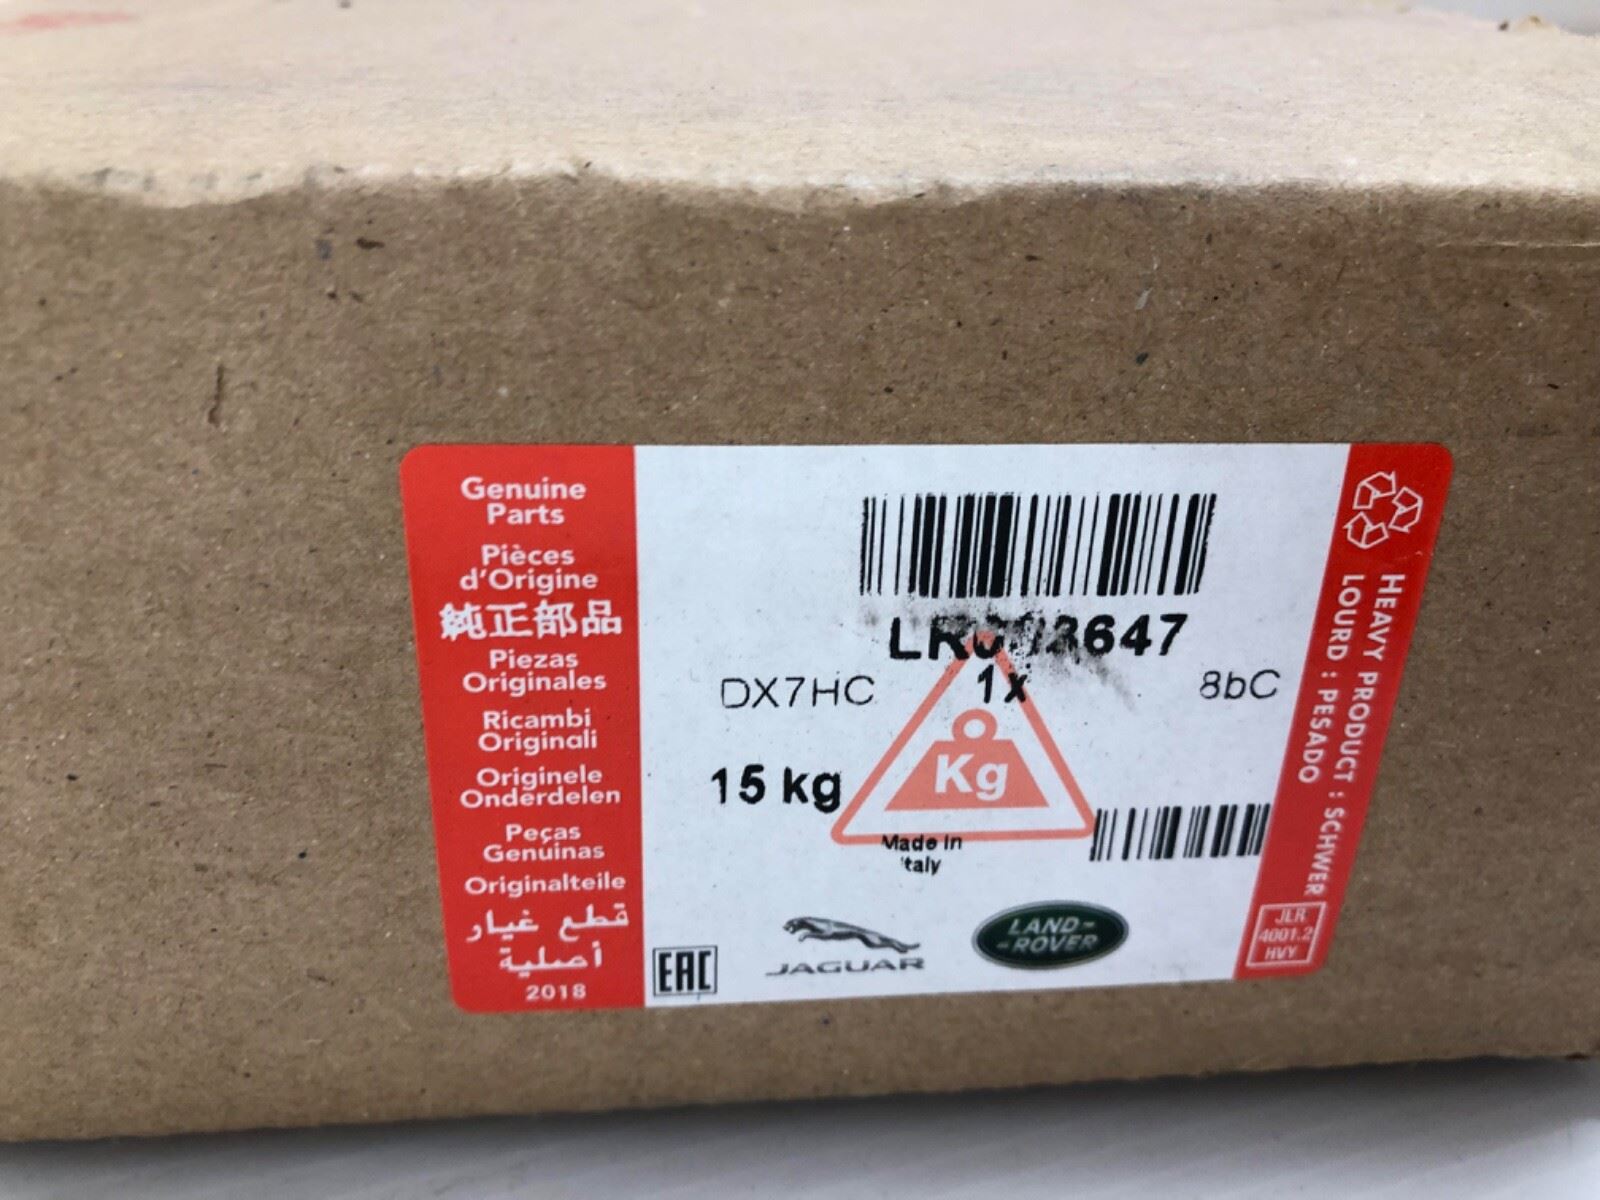 Genuine
Parts
Pièces
d'Origine
純正部品
Piezas
Originales
Ricambi
Originali
Originele
Onderdelen
Peças
Genuinas
Originalteile
قطع غيار
أصلية
2018
1x
DX7HC
8bC
15 kg
Kg
Made in
Italy
EAC
JAGUAR
LAND-
-ROVER
HEAVY PRODUCT : SCHWER
LOURD : PESADO
JLR
4001.2
HVY